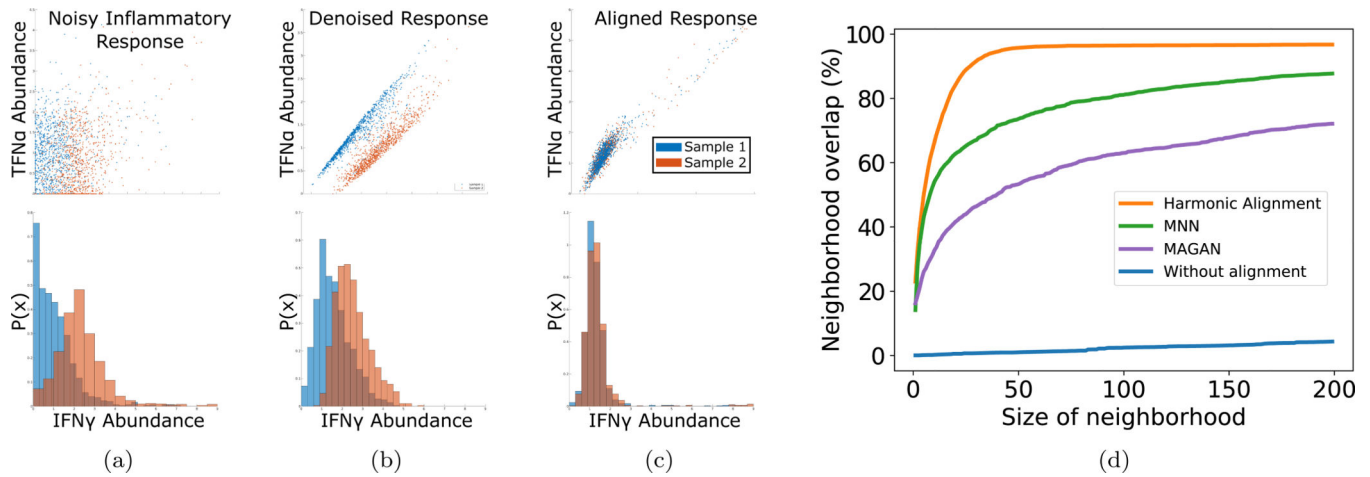 Noisy Inflammatory
Response
TFNα Abundance
P(x)
IFNγ Abundance
(a)
Denoised Response
TFNα Abundance
P(x)
IFNγ Abundance
(b)
Aligned Response
TFNα Abundance
Sample 1
Sample 2
P(x)
IFNγ Abundance
(c)
Neighborhood overlap (%)
100
80
60
40
20
0
Harmonic Alignment
MNN
MAGAN
Without alignment
0 50 100 150 200
Size of neighborhood
(d)